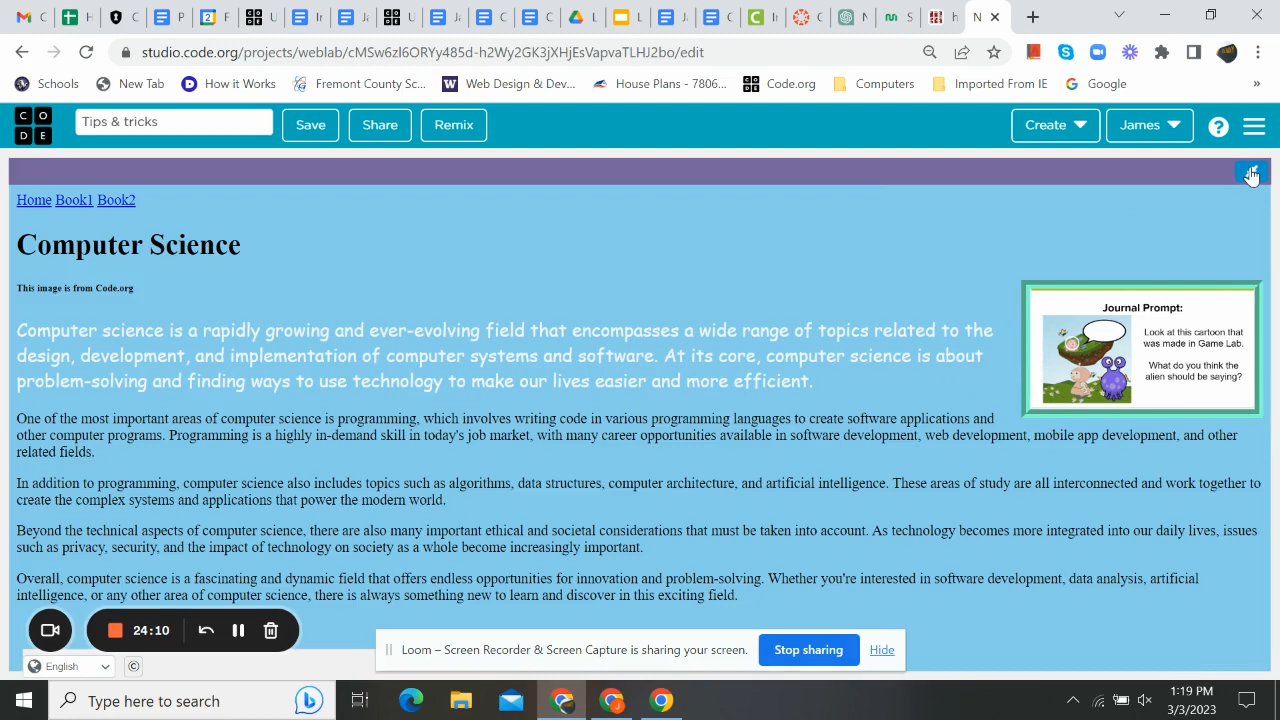 studio.code.org/projects/weblab/cMSw6zl6ORYy485d-h2Wy2GK3jXHjEsVapvaTLHJ2bo/edit
Schools New Tab How it Works Fremont County Sc... Web Design & Dev... House Plans - 7806... Code.org Computers Imported From IE Google »
CODE Tips & tricks Save Share Remix Create James ?
Home Book1 Book2
Computer Science
This image is from Code.org
Journal Prompt:
Look at this cartoon that
was made in Game Lab.
What do you think the
alien should be saying?
Computer science is a rapidly growing and ever-evolving field that encompasses a wide range of topics related to the
design, development, and implementation of computer systems and software. At its core, computer science is about
problem-solving and finding ways to use technology to make our lives easier and more efficient.
One of the most important areas of computer science is programming, which involves writing code in various programming languages to create software applications and
other computer programs. Programming is a highly in-demand skill in today's job market, with many career opportunities available in software development, web development, mobile app development, and other
related fields.
In addition to programming, computer science also includes topics such as algorithms, data structures, computer architecture, and artificial intelligence. These areas of study are all interconnected and work together to
create the complex systems and applications that power the modern world.
Beyond the technical aspects of computer science, there are also many important ethical and societal considerations that must be taken into account. As technology becomes more integrated into our daily lives, issues
such as privacy, security, and the impact of technology on society as a whole become increasingly important.
Overall, computer science is a fascinating and dynamic field that offers endless opportunities for innovation and problem-solving. Whether you're interested in software development, data analysis, artificial
intelligence, or any other area of computer science, there is always something new to learn and discover in this exciting field.
24:10
Loom – Screen Recorder & Screen Capture is sharing your screen. Stop sharing Hide
English ©
Type here to search
1:19 PM
3/3/2023